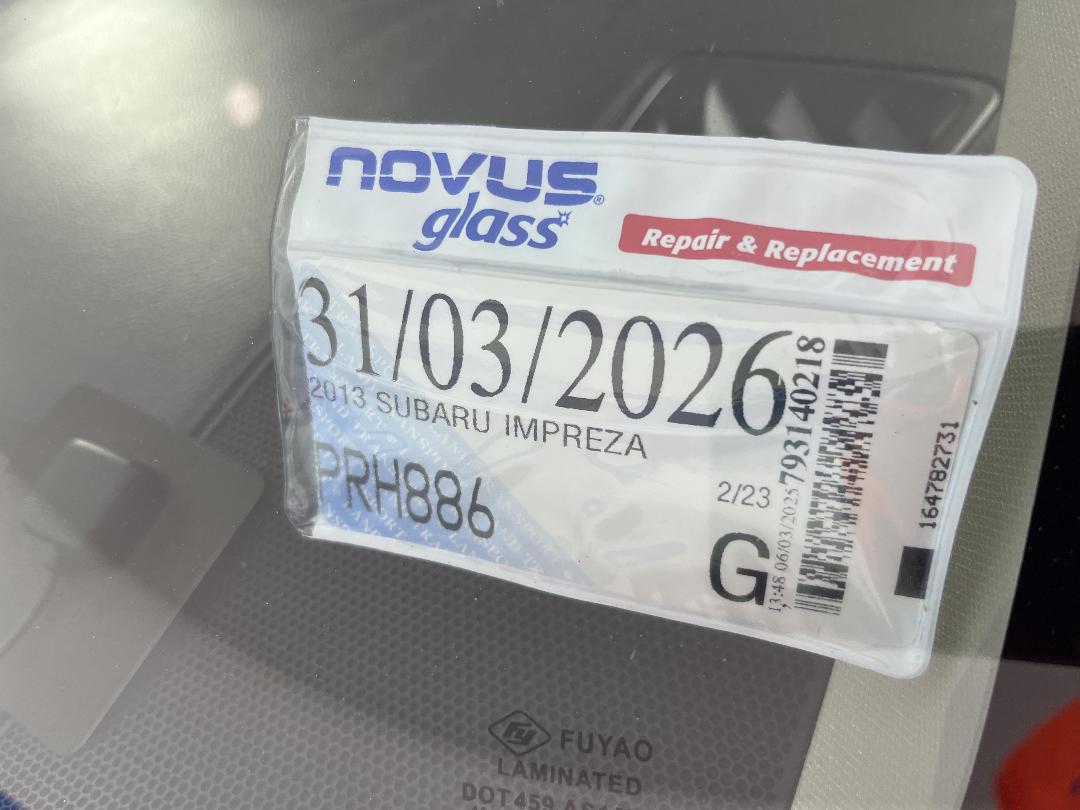 NOVUS®
glass
Repair & Replacement
31/03/2026
2013 SUBARU IMPREZA
PRH886
2/23
G
13:48 06/03/2025 793140218
164782731
FUYAO
LAMINATED
DOT459